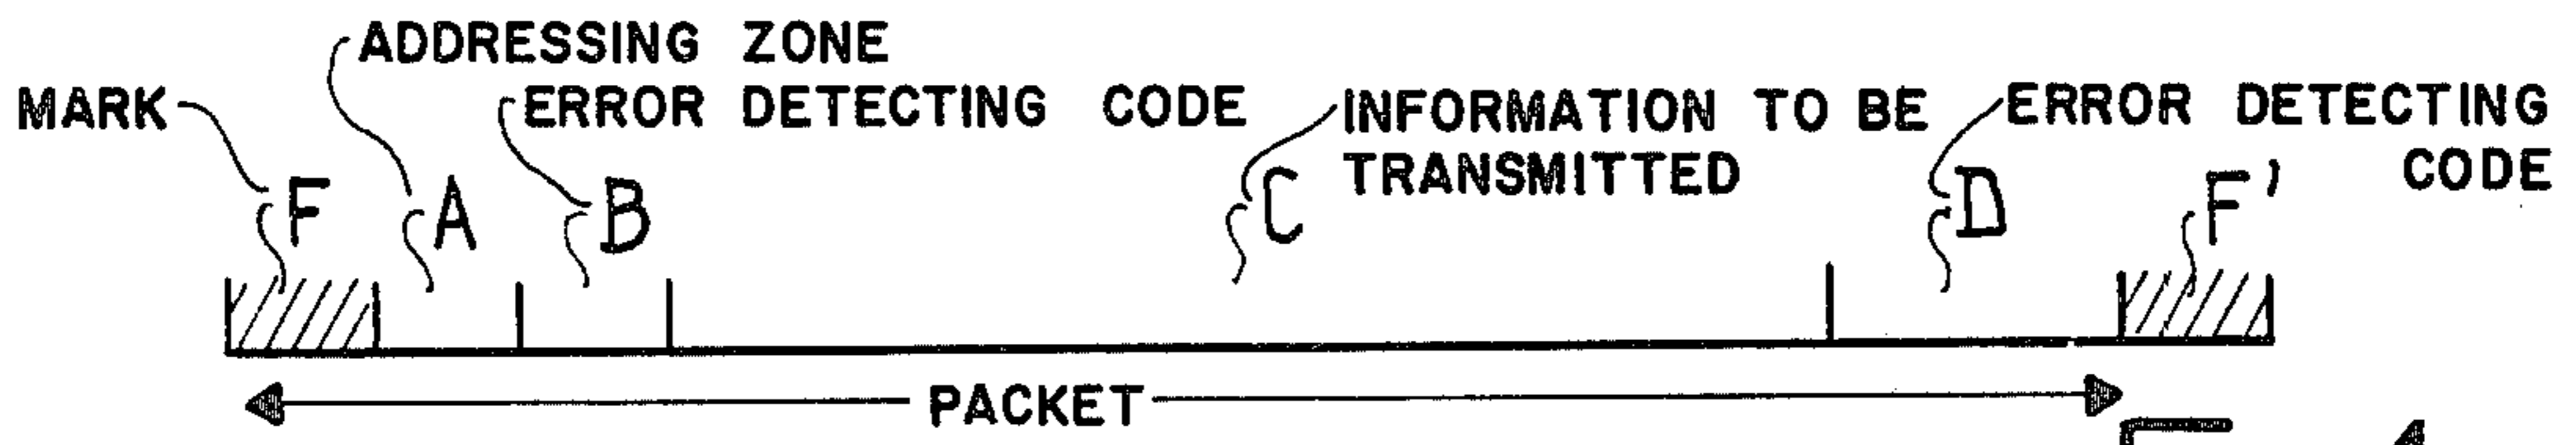 ADDRESSING ZONE
MARK ERROR DETECTING CODE INFORMATION TO BE ERROR DETECTING
TRANSMITTED CODE
F A B C D F'
PACKET